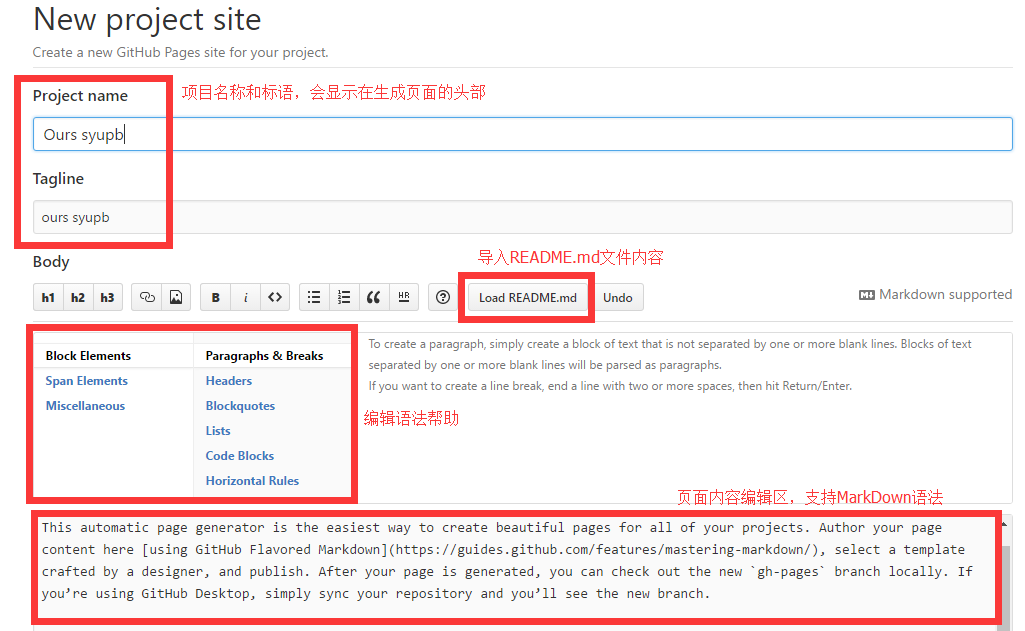 New project site
Create a new GitHub Pages site for your project.
Project name
项目名称和标语，会显示在生成页面的头部
Ours syupb
Tagline
ours syupb
导入README.md文件内容
Body
h1 h2 h3 B i <> HR ? Load README.md Undo Markdown supported
Block Elements
Span Elements
Miscellaneous
Paragraphs & Breaks
Headers
Blockquotes
Lists
Code Blocks
Horizontal Rules
To create a paragraph, simply create a block of text that is not separated by one or more blank lines. Blocks of text
separated by one or more blank lines will be parsed as paragraphs.
If you want to create a line break, end a line with two or more spaces, then hit Return/Enter.
编辑语法帮助
页面内容编辑区，支持MarkDown语法
This automatic page generator is the easiest way to create beautiful pages for all of your projects. Author your page
content here [using GitHub Flavored Markdown](https://guides.github.com/features/mastering-markdown/), select a template
crafted by a designer, and publish. After your page is generated, you can check out the new `gh-pages` branch locally. If
you’re using GitHub Desktop, simply sync your repository and you’ll see the new branch.